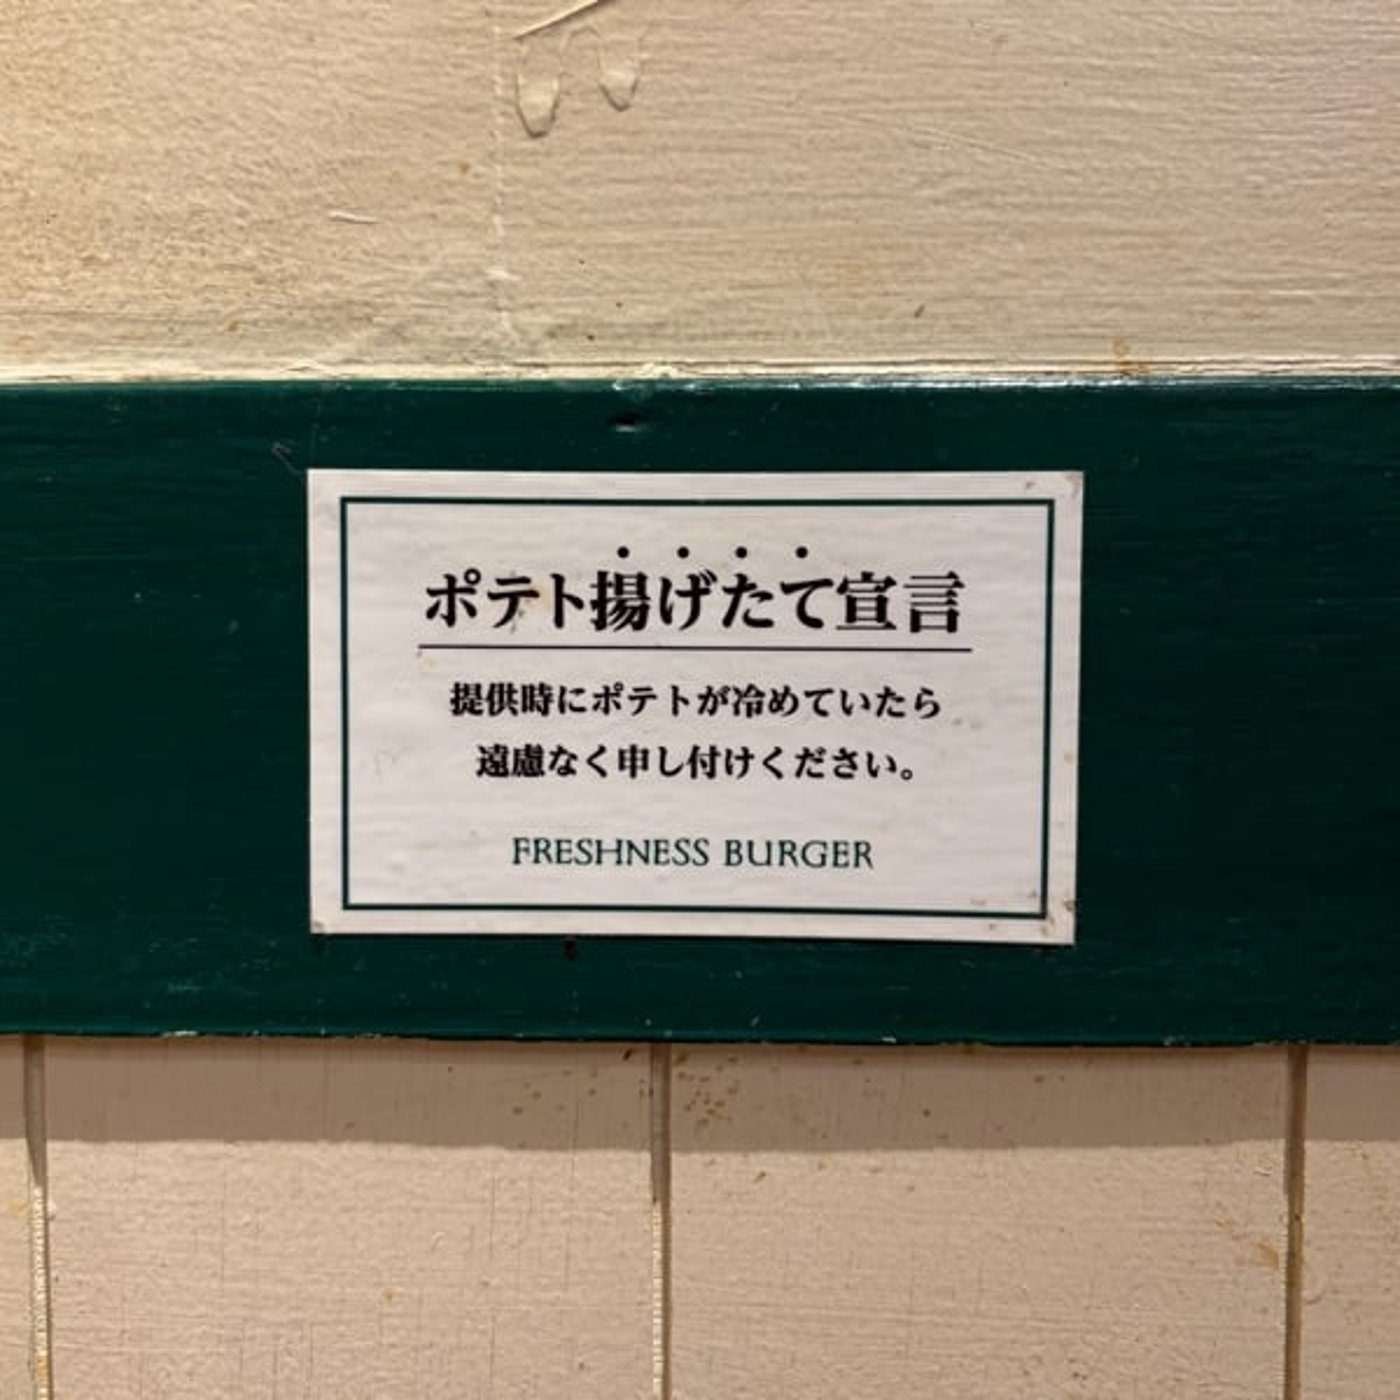 ポテト揚げたて宣言
提供時にポテトが冷めていたら
遠慮なく申し付けください。
FRESHNESS BURGER